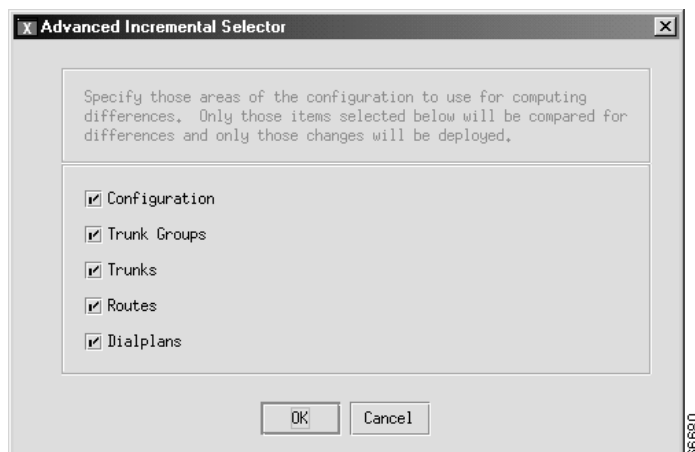 X Advanced Incremental Selector
Specify those areas of the configuration to use for computing
differences. Only those items selected below will be compared for
differences and only those changes will be deployed.
Configuration
Trunk Groups
Trunks
Routes
Dialplans
OK Cancel